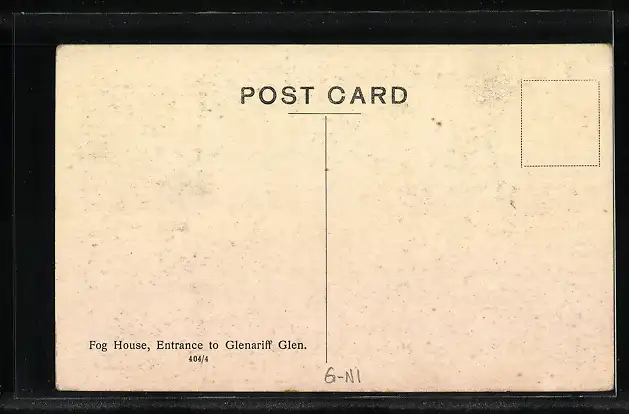 POST CARD
Fog House, Entrance to Glenariff Glen.
404/4
G-NI